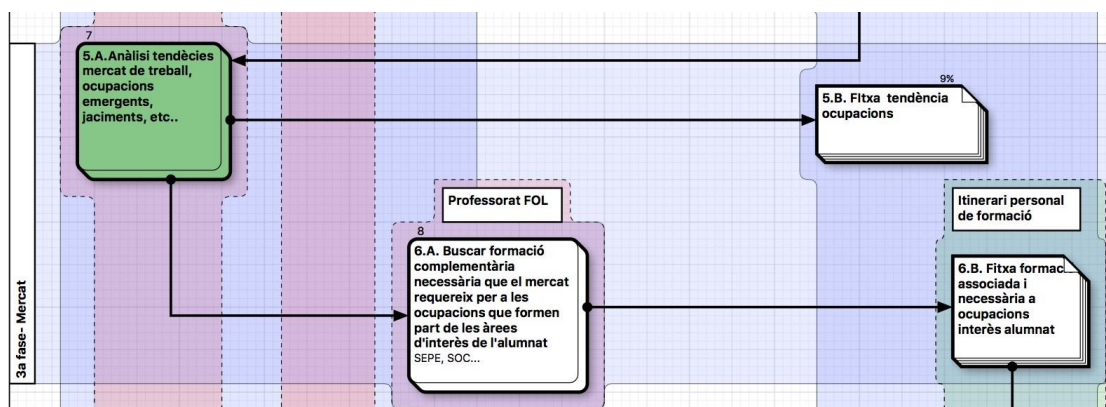 3a fase- Mercat
7
5.A.Anàlisi tendècies
mercat de treball,
ocupacions
emergents,
jaciments, etc..
9%
5.B. FItxa tendència
ocupacions
Professorat FOL
8
6.A. Buscar formació
complementària
necessària que el mercat
requereix per a les
ocupacions que formen
part de les àrees
d'interès de l'alumnat
SEPE, SOC...
Itinerari personal
de formació
6.B. Fitxa formac
associada i
necessària a
ocupacions
interès alumnat